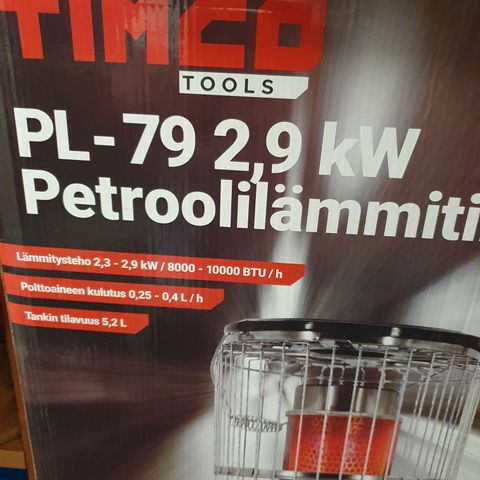 TIMCO
TOOLS
PL-79 2,9 kW
Petroolilämmiti
Lämmitysteho 2,3 - 2,9 kW / 8000 - 10000 BTU / h
Polttoaineen kulutus 0,25 - 0,4 L / h
Tankin tilavuus 5,2 L